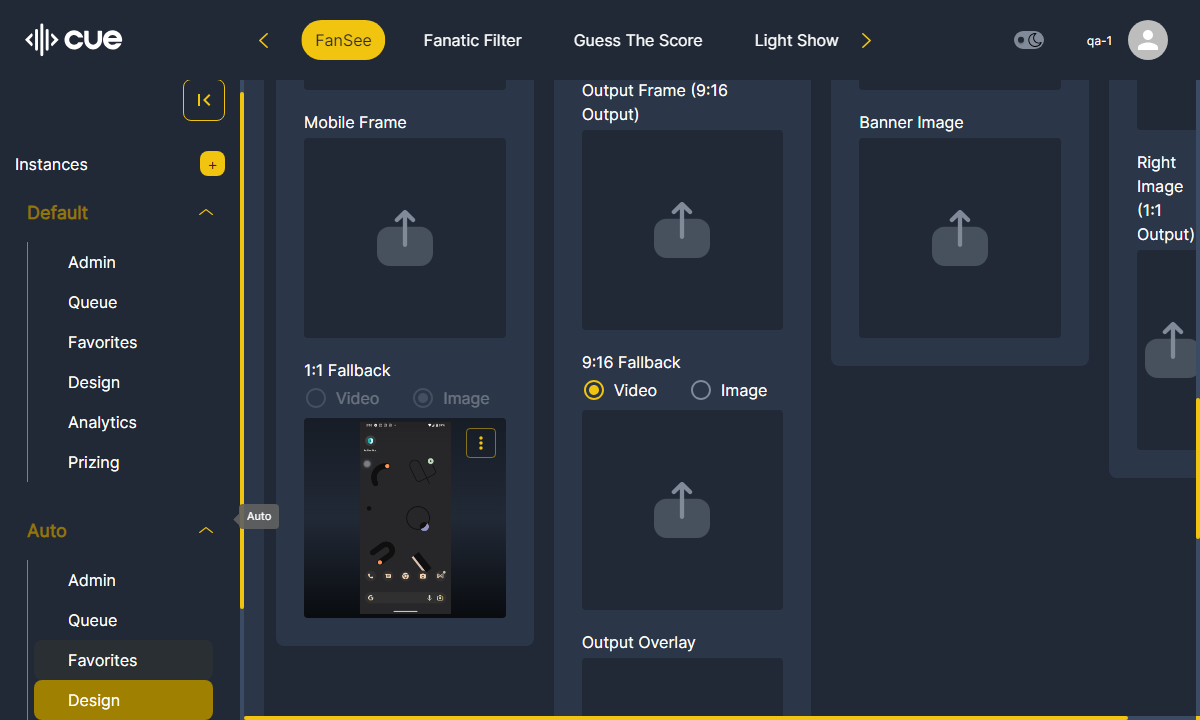 cue
FanSee
Fanatic Filter
Guess The Score
Light Show
qa-1
Instances
+
Default
Admin
Queue
Favorites
Design
Analytics
Prizing
Auto
Admin
Queue
Favorites
Design
Auto
Mobile Frame
1:1 Fallback
Video
Image
Output Frame (9:16
Output)
9:16 Fallback
Video
Image
Output Overlay
Banner Image
Right
Image
(1:1
Output)